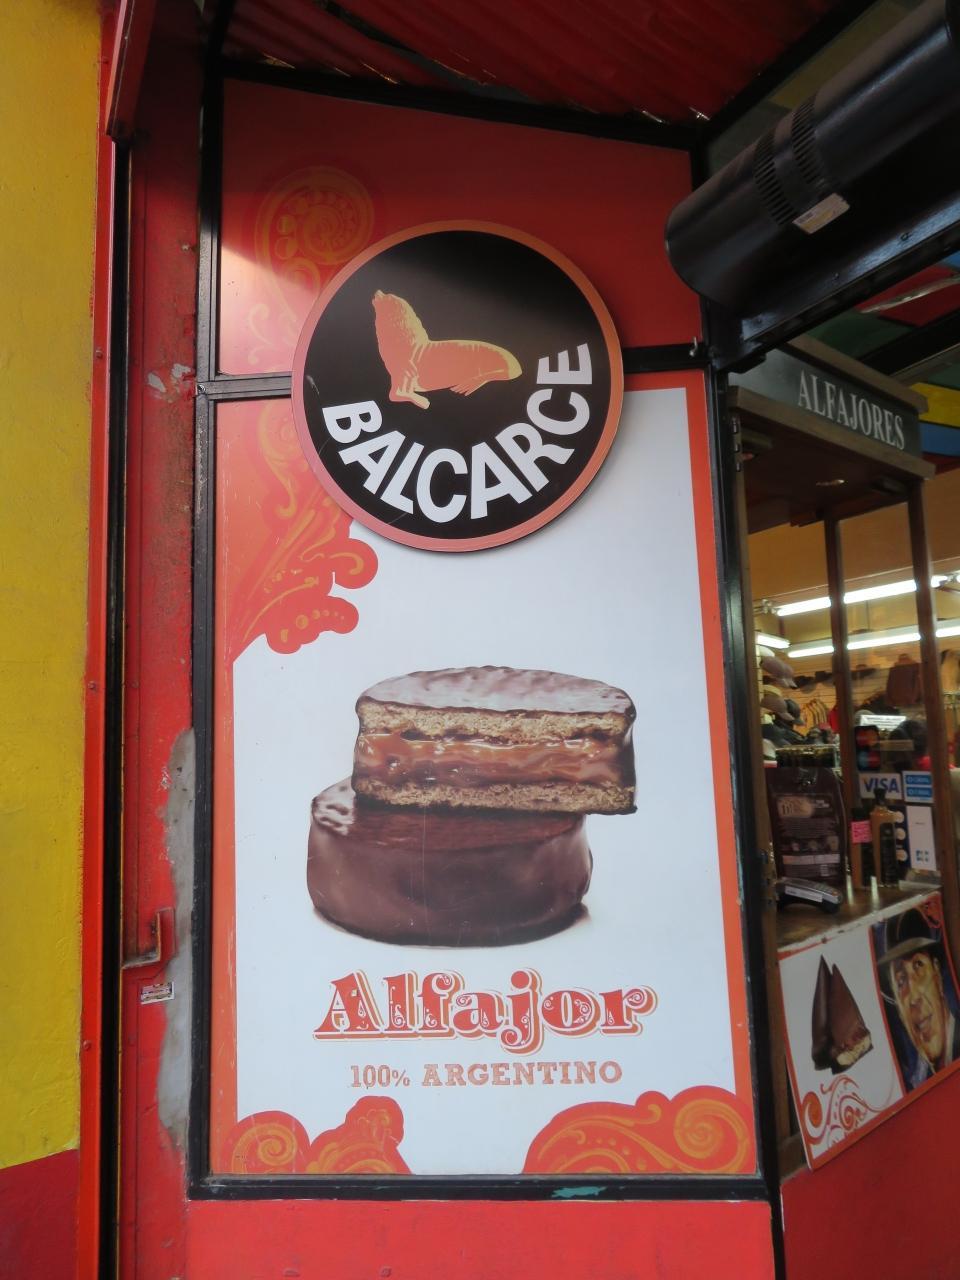 BALCARCE
ALFAJORES
VISA
Alfajor
100% ARGENTINO